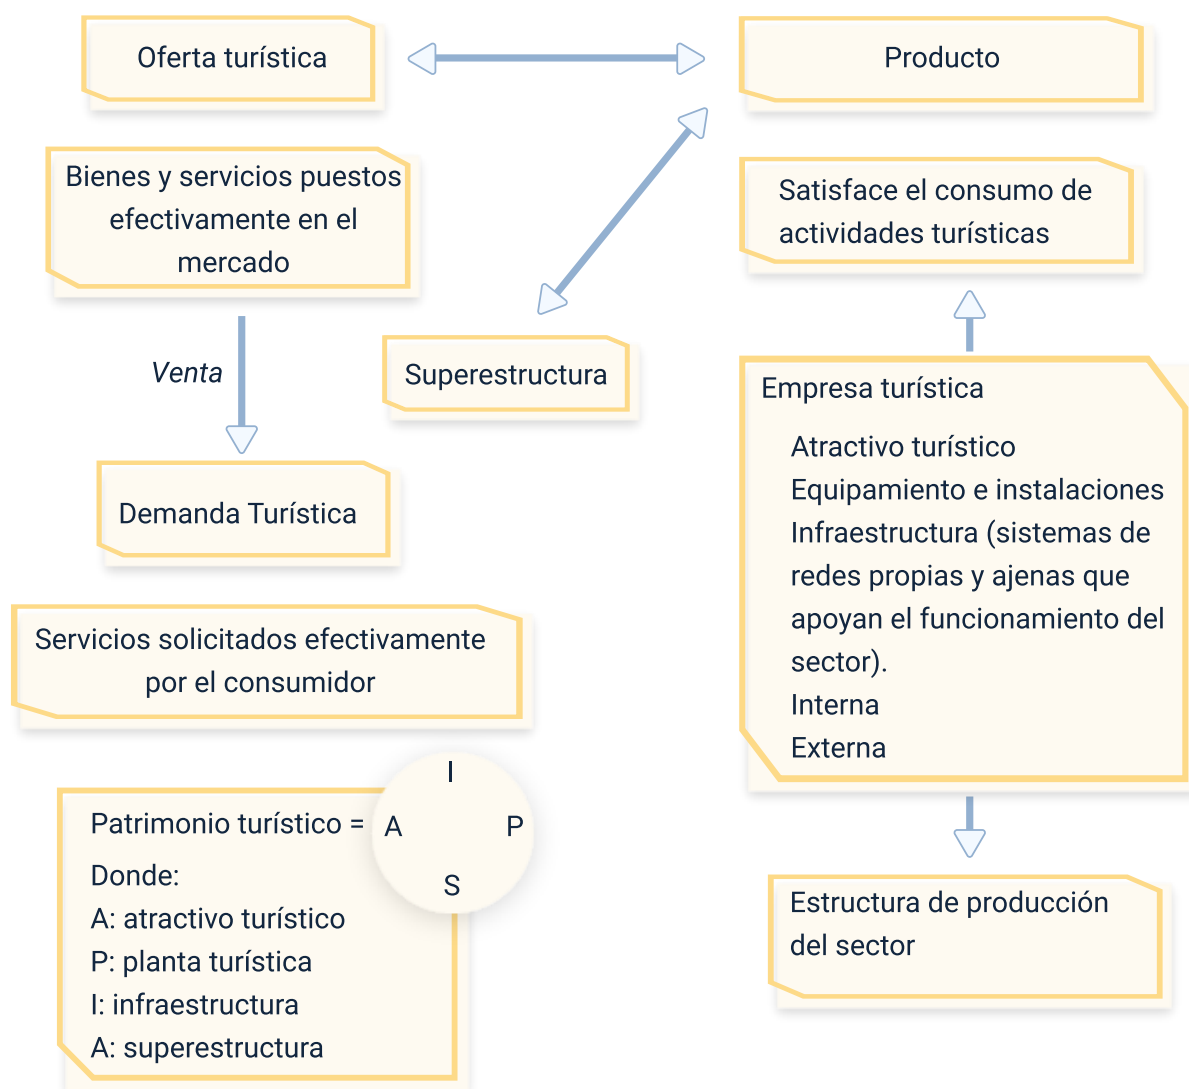 Oferta turística
Producto
Bienes y servicios puestos
efectivamente en el
mercado
Satisface el consumo de
actividades turísticas
Venta
Superestructura
Empresa turística
Atractivo turístico
Equipamiento e instalaciones
Infraestructura (sistemas de
redes propias y ajenas que
apoyan el funcionamiento del
sector).
Interna
Externa
Demanda Turística
Servicios solicitados efectivamente
por el consumidor
Patrimonio turístico =
I
A P
S
Donde:
A: atractivo turístico
P: planta turística
I: infraestructura
A: superestructura
Estructura de producción
del sector